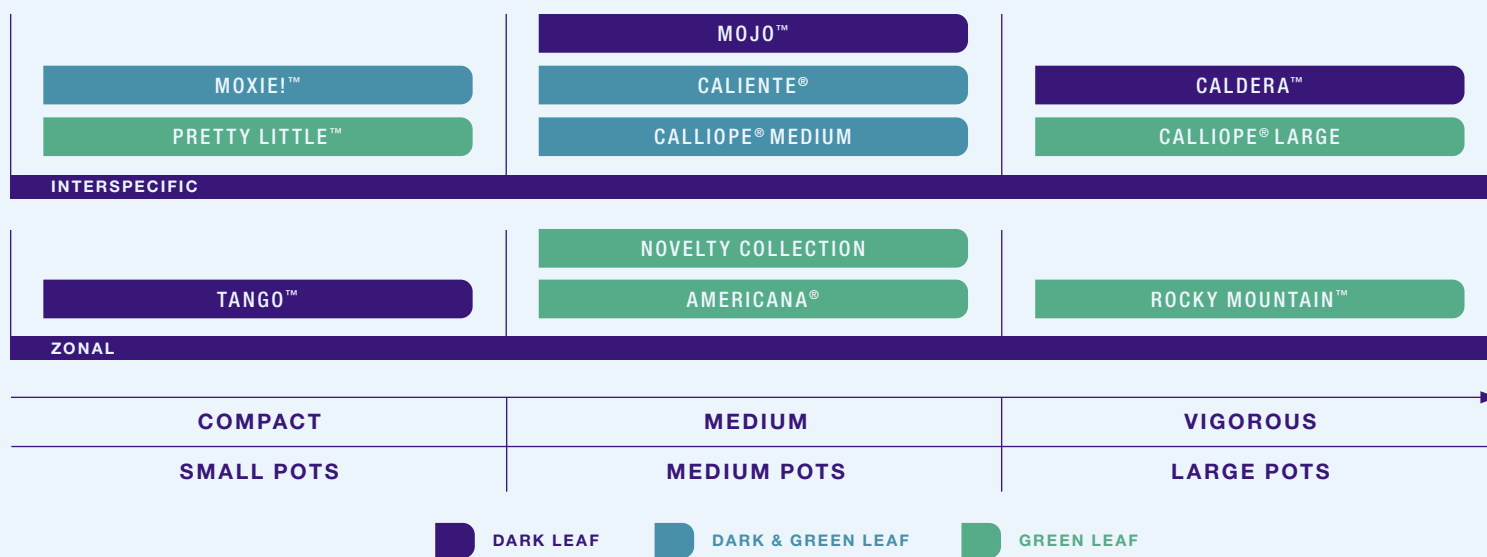 MOJO™
MOXIE!™ CALIENTE® CALDERA™
PRETTY LITTLE™ CALLIOPE® MEDIUM CALLIOPE® LARGE
INTERSPECIFIC
NOVELTY COLLECTION
TANGO™ AMERICANA® ROCKY MOUNTAIN™
ZONAL
COMPACT MEDIUM VIGOROUS
SMALL POTS MEDIUM POTS LARGE POTS
DARK LEAF DARK & GREEN LEAF GREEN LEAF